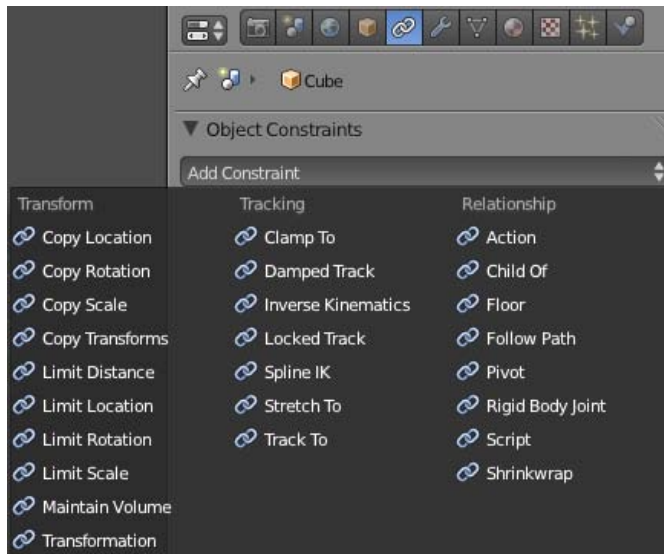 Cube
Object Constraints
Add Constraint
Transform
Copy Location
Copy Rotation
Copy Scale
Copy Transforms
Limit Distance
Limit Location
Limit Rotation
Limit Scale
Maintain Volume
Transformation
Tracking
Clamp To
Damped Track
Inverse Kinematics
Locked Track
Spline IK
Stretch To
Track To
Relationship
Action
Child Of
Floor
Follow Path
Pivot
Rigid Body Joint
Script
Shrinkwrap